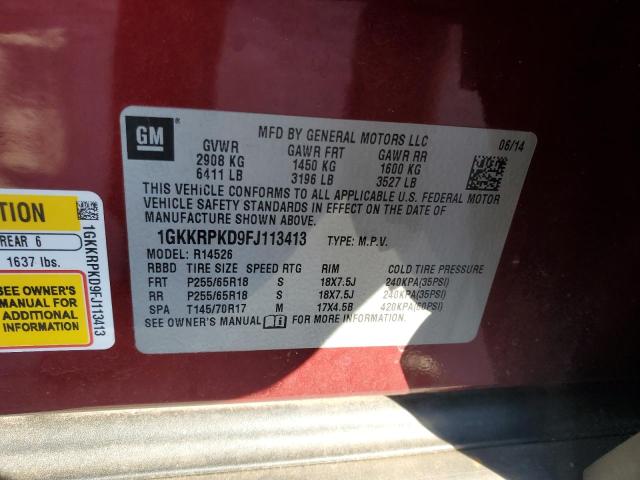 GM
®
MFD BY GENERAL MOTORS LLC 06/14
GVWR GAWR FRT GAWR RR
2908 KG 1450 KG 1600 KG
6411 LB 3196 LB 3527 LB
THIS VEHICLE CONFORMS TO ALL APPLICABLE U.S. FEDERAL MOTOR
VEHICLE SAFETY STANDARDS IN EFFECT ON THE DATE OF
MANUFACTURE SHOWN ABOVE.
1GKKRPKD9FJ113413 TYPE: M.P.V.
MODEL: R14526
RBBD TIRE SIZE SPEED RTG RIM COLD TIRE PRESSURE
FRT P255/65R18 S 18X7.5J 240KPA(35PSI)
RR P255/65R18 S 18X7.5J 240KPA(35PSI)
SPA T145/70R17 M 17X4.5B 420KPA(60PSI)
SEE OWNER'S MANUAL FOR MORE INFORMATION.
TION
REAR 6
1637 lbs.
SEE OWNER'S
MANUAL FOR
ADDITIONAL
INFORMATION
1GKKRPKD9FJ113413